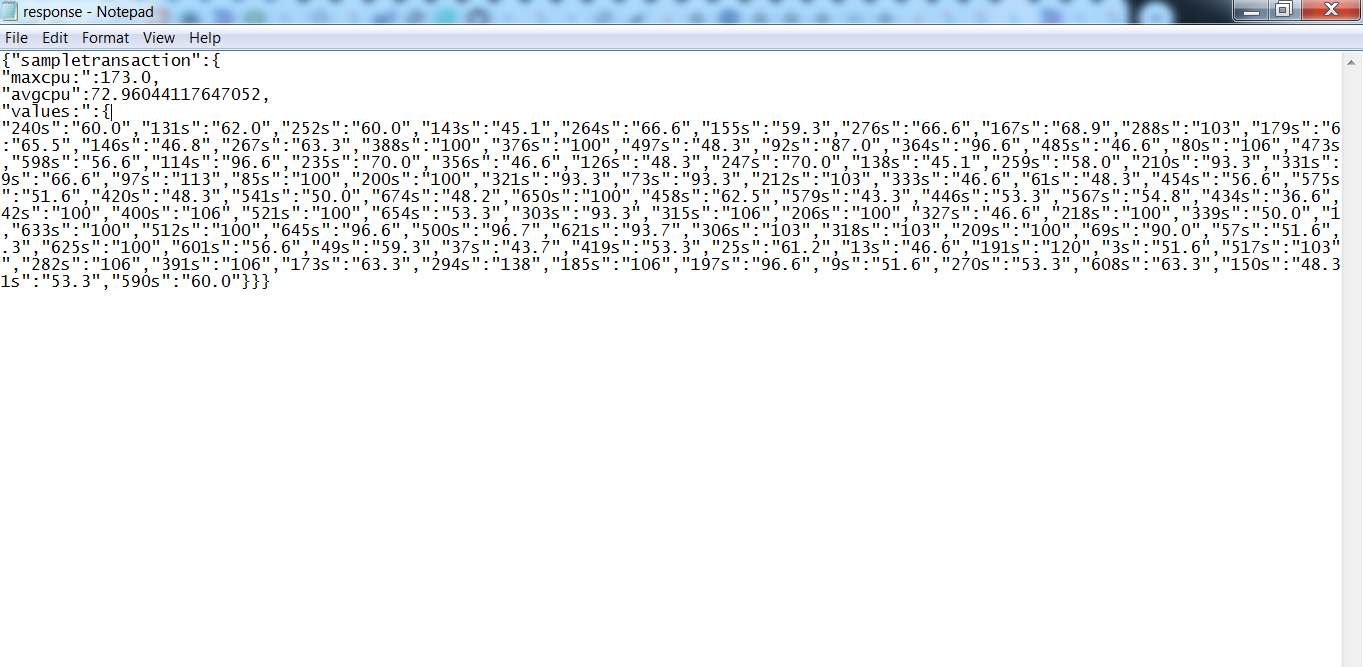 response - Notepad
File Edit Format View Help
{"sampletransaction":{
"maxcpu:":173.0,
"avgcpu":72.96044117647052,
"values:":{
"240s":"60.0","131s":"62.0","252s":"60.0","143s":"45.1","264s":"66.6","155s":"59.3","276s":"66.6","167s":"68.9","288s":"103","179s":"6
:"65.5","146s":"46.8","267s":"63.3","388s":"100","376s":"100","497s":"48.3","92s":"87.0","364s":"96.6","485s":"46.6","80s":"106","473s
,"598s":"56.6","114s":"96.6","235s":"70.0","356s":"46.6","126s":"48.3","247s":"70.0","138s":"45.1","259s":"58.0","210s":"93.3","331s"
9s":"66.6","97s":"113","85s":"100","200s":"100","321s":"93.3","73s":"93.3","212s":"103","333s":"46.6","61s":"48.3","454s":"56.6","575s
":"51.6","420s":"48.3","541s":"50.0","674s":"48.2","650s":"100","458s":"62.5","579s":"43.3","446s":"53.3","567s":"54.8","434s":"36.6",
42s":"100","400s":"106","521s":"100","654s":"53.3","303s":"93.3","315s":"106","206s":"100","327s":"46.6","218s":"100","339s":"50.0","1
,"633s":"100","512s":"100","645s":"96.6","500s":"96.7","621s":"93.7","306s":"103","318s":"103","209s":"100","69s":"90.0","57s":"51.6",
.3","625s":"100","601s":"56.6","49s":"59.3","37s":"43.7","419s":"53.3","25s":"61.2","13s":"46.6","191s":"120","3s":"51.6","517s":"103"
","282s":"106","391s":"106","173s":"63.3","294s":"138","185s":"106","197s":"96.6","9s":"51.6","270s":"53.3","608s":"63.3","150s":"48.3
1s":"53.3","590s":"60.0"}}}